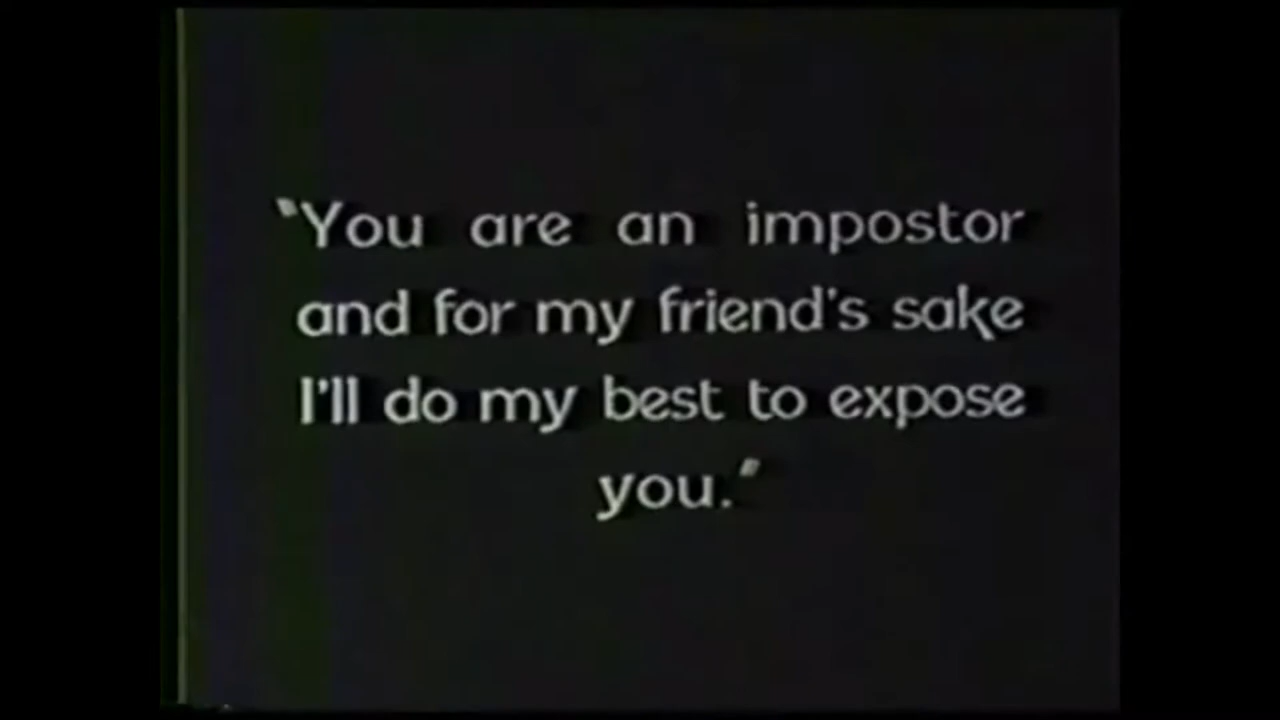 "You are an impostor
and for my friend's sake
I'll do my best to expose
you."